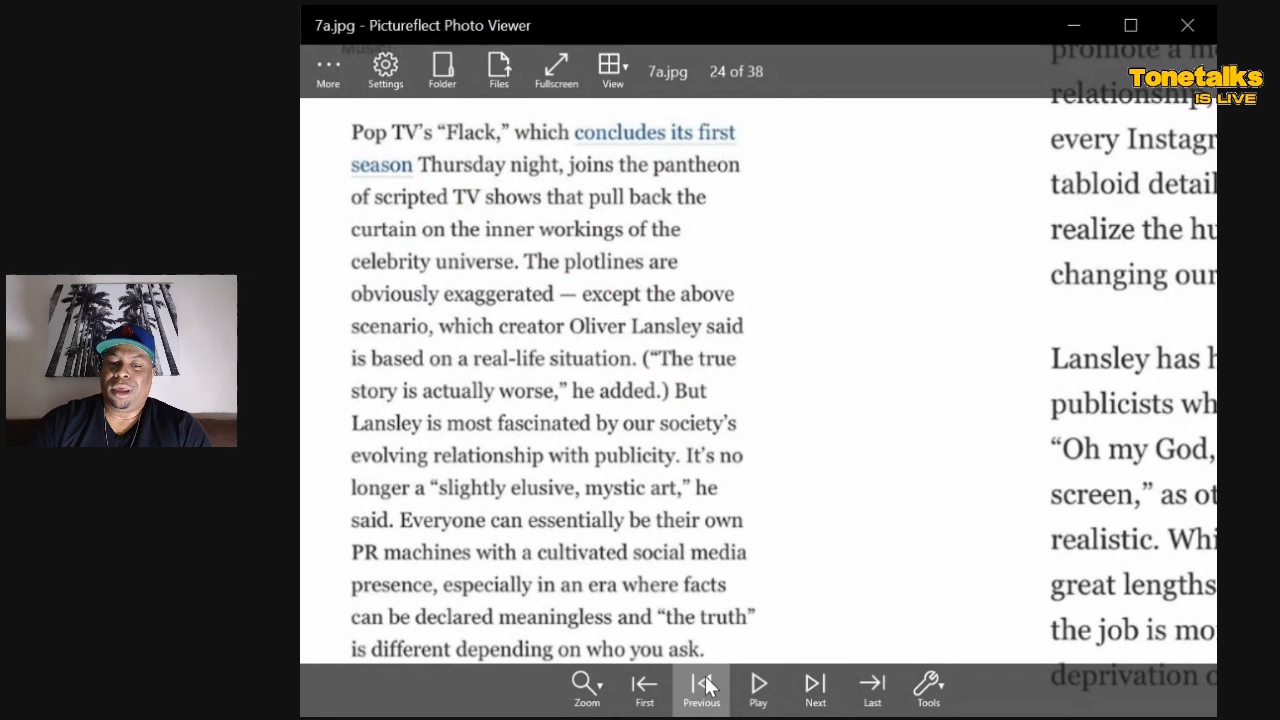 7a.jpg - Pictureflect Photo Viewer
More
Settings
Folder
Files
Fullscreen
View
7a.jpg
24 of 38
Tonetalks
IS LIVE
Pop TV's “Flack,” which concludes its first
season Thursday night, joins the pantheon
of scripted TV shows that pull back the
curtain on the inner workings of the
celebrity universe. The plotlines are
obviously exaggerated — except the above
scenario, which creator Oliver Lansley said
is based on a real-life situation. (“The true
story is actually worse,” he added.) But
Lansley is most fascinated by our society's
evolving relationship with publicity. It's no
longer a “slightly elusive, mystic art,” he
said. Everyone can essentially be their own
PR machines with a cultivated social media
presence, especially in an era where facts
can be declared meaningless and “the truth”
is different depending on who you ask.
promote a
relationship,
every Instagr
tabloid detail
realize the hu
changing our
Lansley has h
publicists wh
“Oh my God,
screen,” as ot
realistic. Whi
great lengths
the job is mo
deprivation o
Zoom
First
Previous
Play
Next
Last
Tools